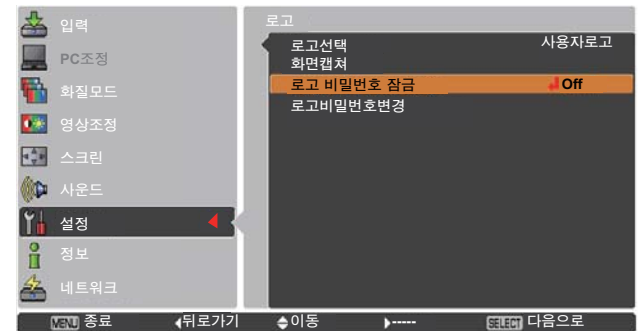 입력
PC조정
화질모드
영상조정
스크린
사운드
설정
정보
네트워크
로고
로고선택 사용자로고
화면캡쳐
로고 비밀번호 잠금 Off
로고비밀번호변경
MENU 종료 뒤로가기 이동 ----- SELECT 다음으로